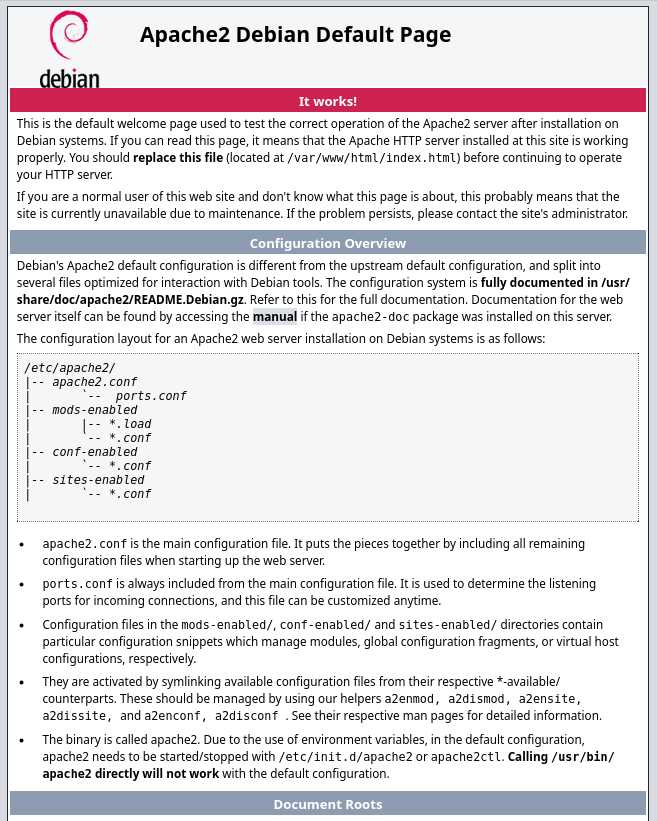 debian
Apache2 Debian Default Page
It works!
This is the default welcome page used to test the correct operation of the Apache2 server after installation on
Debian systems. If you can read this page, it means that the Apache HTTP server installed at this site is working
properly. You should replace this file (located at /var/www/html/index.html) before continuing to operate
your HTTP server.
If you are a normal user of this web site and don't know what this page is about, this probably means that the
site is currently unavailable due to maintenance. If the problem persists, please contact the site's administrator.
Configuration Overview
Debian's Apache2 default configuration is different from the upstream default configuration, and split into
several files optimized for interaction with Debian tools. The configuration system is fully documented in /usr/
share/doc/apache2/README.Debian.gz. Refer to this for the full documentation. Documentation for the web
server itself can be found by accessing the manual if the apache2-doc package was installed on this server.
The configuration layout for an Apache2 web server installation on Debian systems is as follows:
/etc/apache2/
|-- apache2.conf
|       `--  ports.conf
|-- mods-enabled
|       |-- *.load
|       `-- *.conf
|-- conf-enabled
|       `-- *.conf
|-- sites-enabled
|       `-- *.conf
• apache2.conf is the main configuration file. It puts the pieces together by including all remaining
configuration files when starting up the web server.
• ports.conf is always included from the main configuration file. It is used to determine the listening
ports for incoming connections, and this file can be customized anytime.
• Configuration files in the mods-enabled/, conf-enabled/ and sites-enabled/ directories contain
particular configuration snippets which manage modules, global configuration fragments, or virtual host
configurations, respectively.
• They are activated by symlinking available configuration files from their respective *-available/
counterparts. These should be managed by using our helpers a2enmod, a2dismod, a2ensite,
a2dissite, and a2enconf, a2disconf . See their respective man pages for detailed information.
• The binary is called apache2. Due to the use of environment variables, in the default configuration,
apache2 needs to be started/stopped with /etc/init.d/apache2 or apache2ctl. Calling /usr/bin/
apache2 directly will not work with the default configuration.
Document Roots